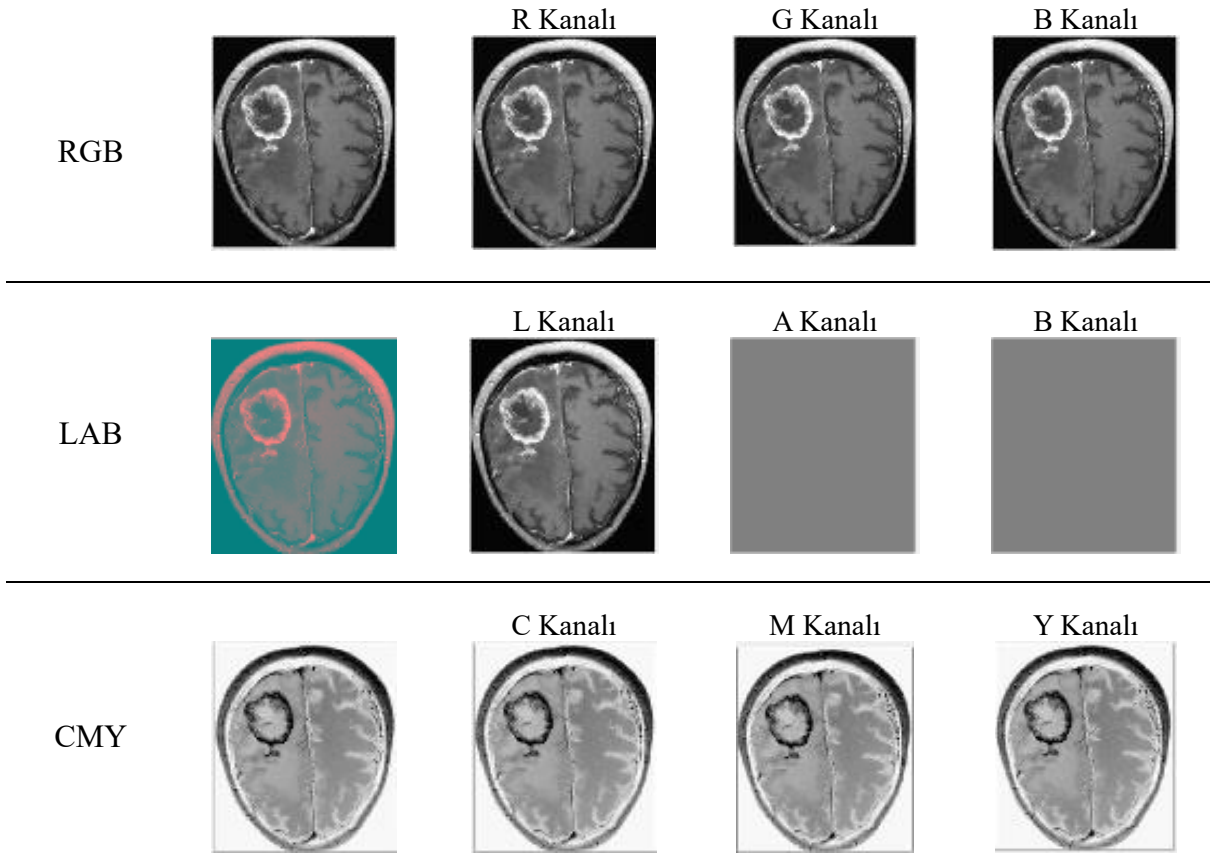 R Kanalı G Kanalı B Kanalı
RGB
L Kanalı A Kanalı B Kanalı
LAB
C Kanalı M Kanalı Y Kanalı
CMY